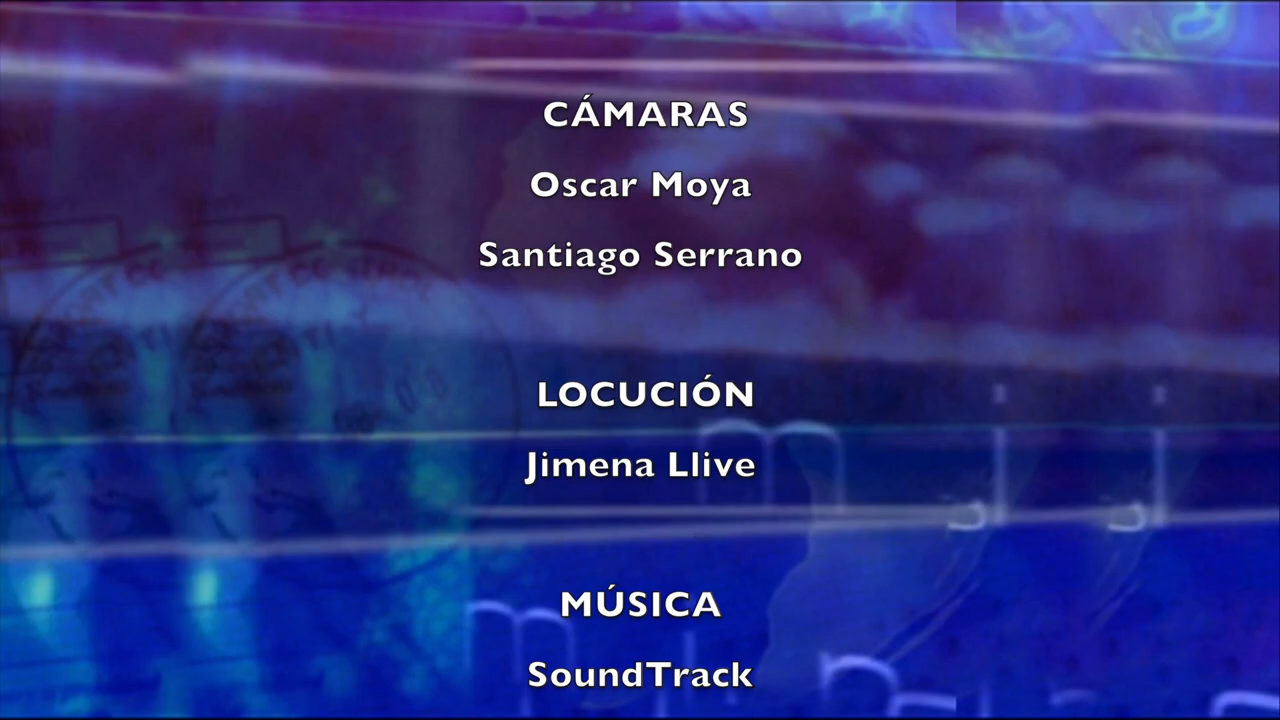 CÁMARAS
Oscar Moya
Santiago Serrano
LOCUCIÓN
Jimena Llive
MÚSICA
SoundTrack